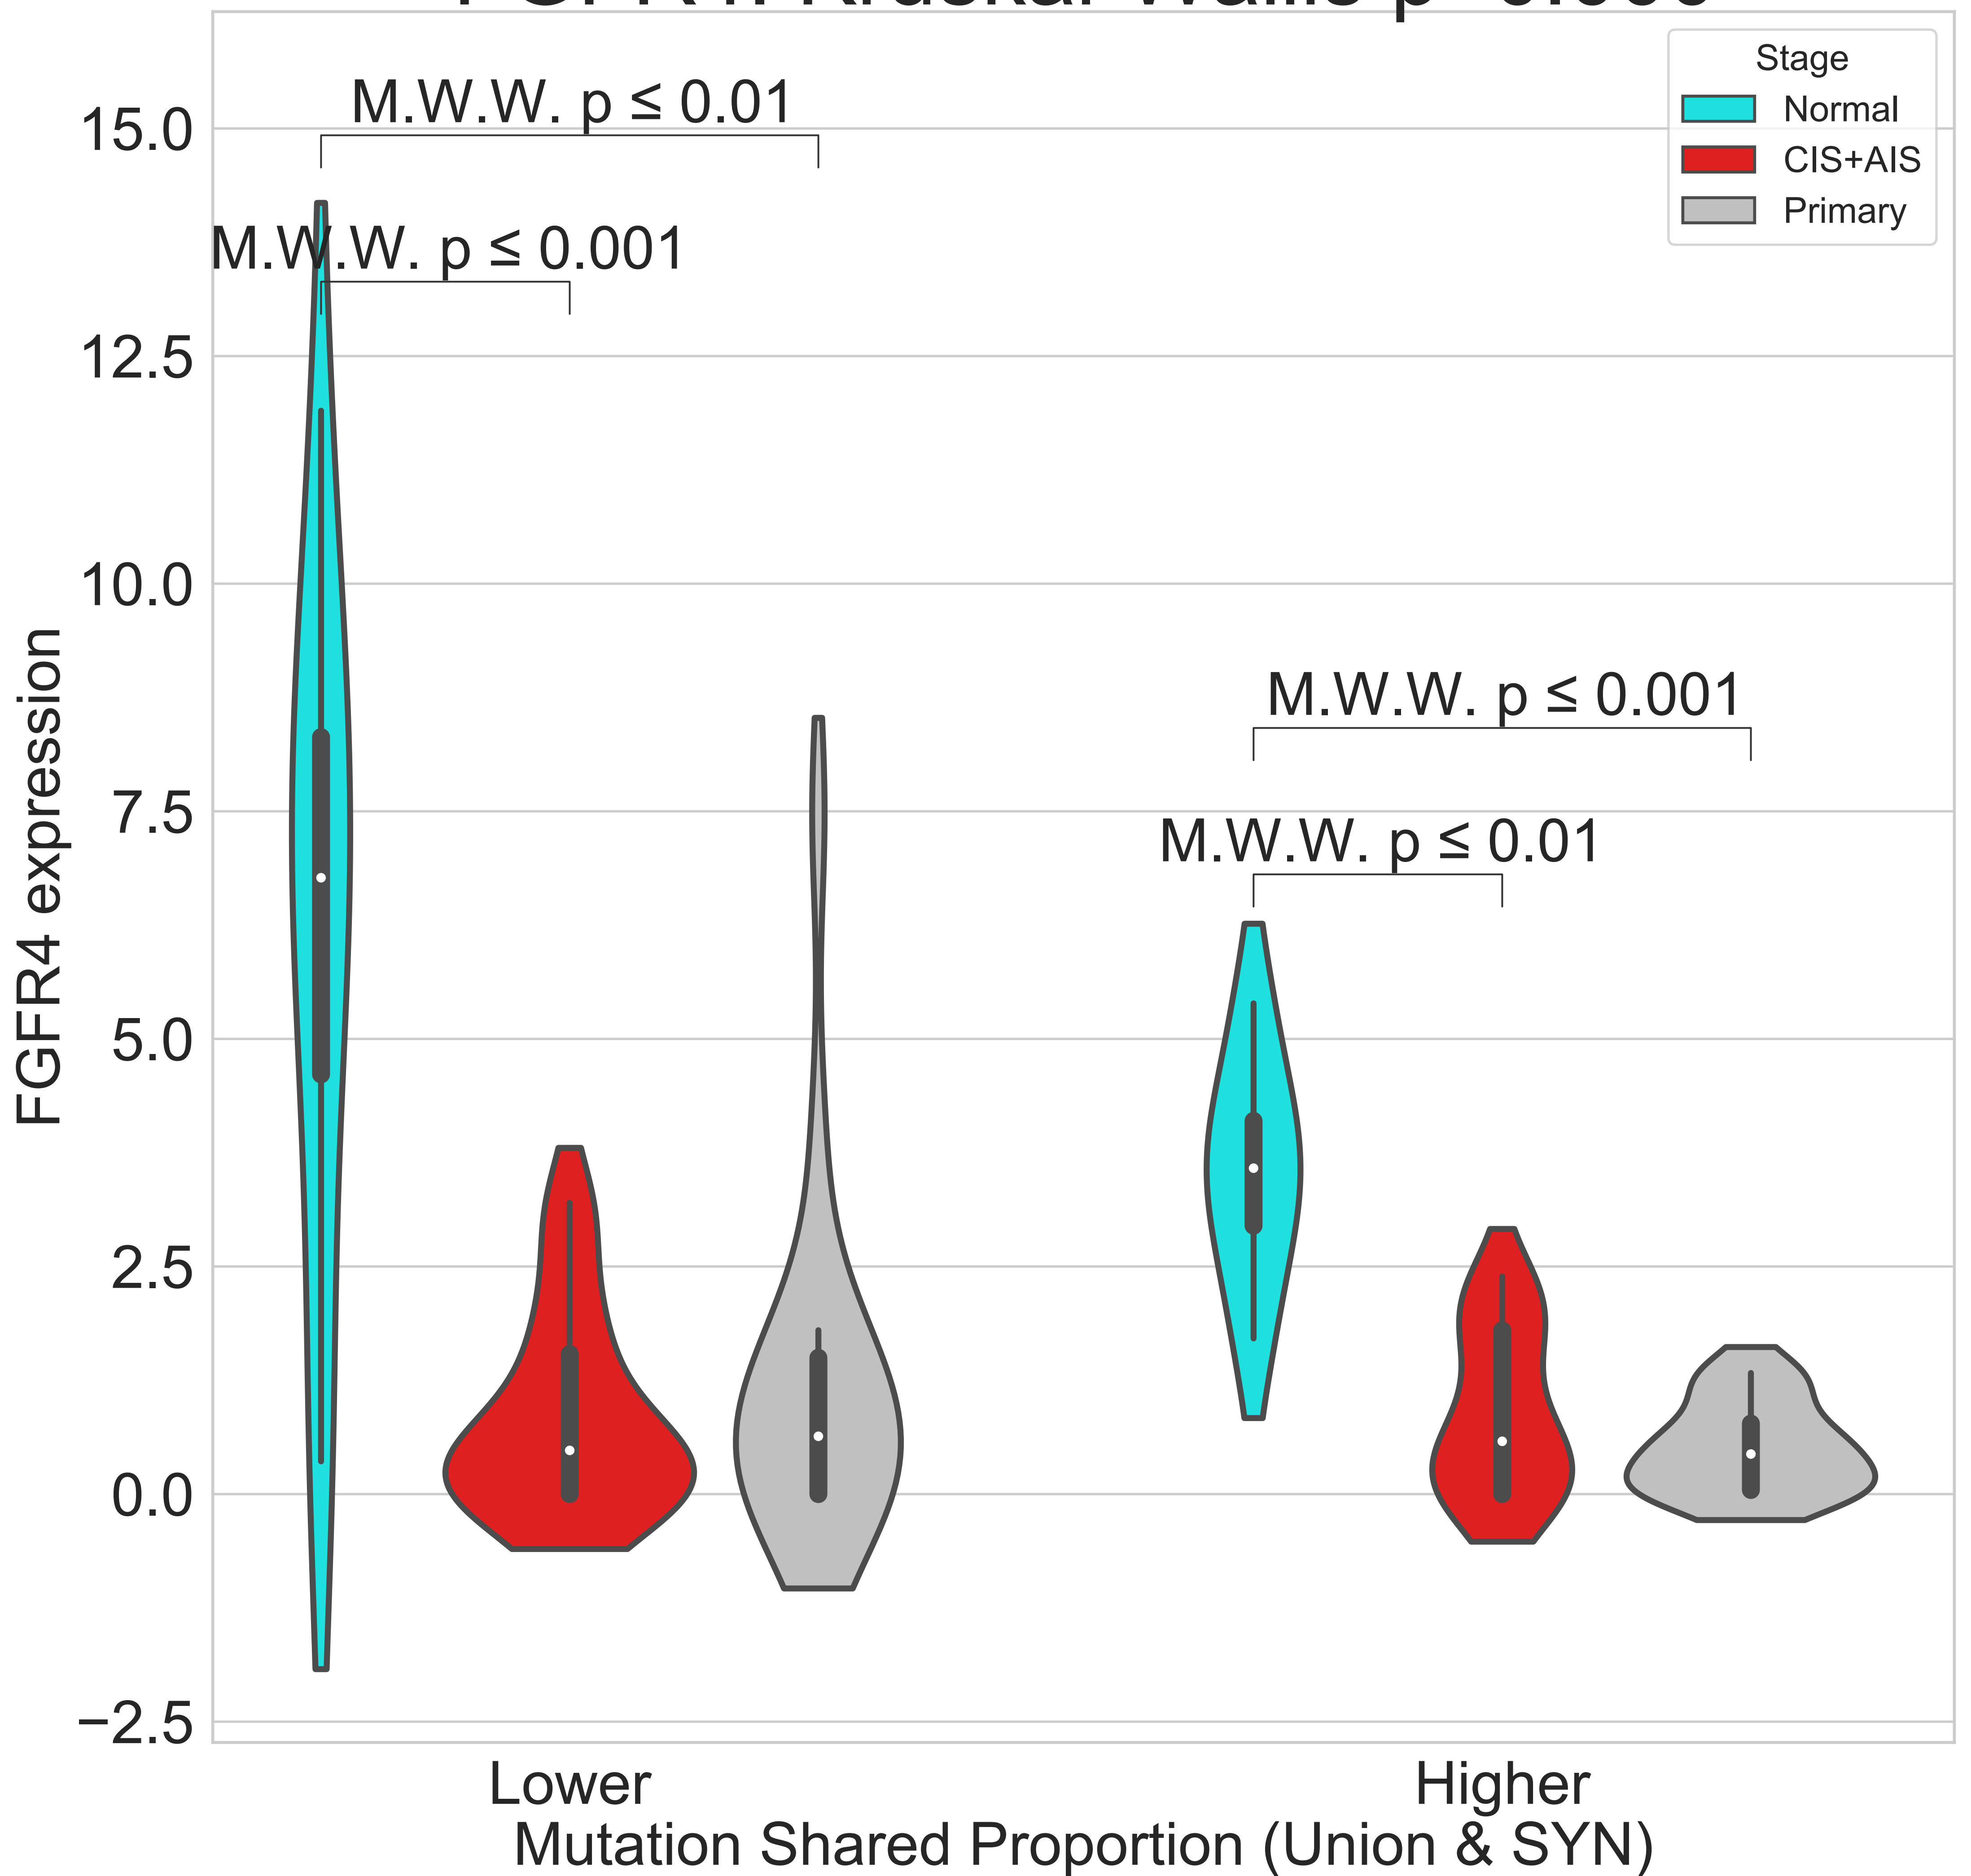 Stage
Normal
CIS+AIS
Primary
M.W.W. p ≤ 0.01
M.W.W. p ≤ 0.001
M.W.W. p ≤ 0.001
M.W.W. p ≤ 0.01
15.0
12.5
10.0
7.5
5.0
2.5
0.0
−2.5
FGFR4 expression
Lower
Higher
Mutation Shared Proportion (Union & SYN)